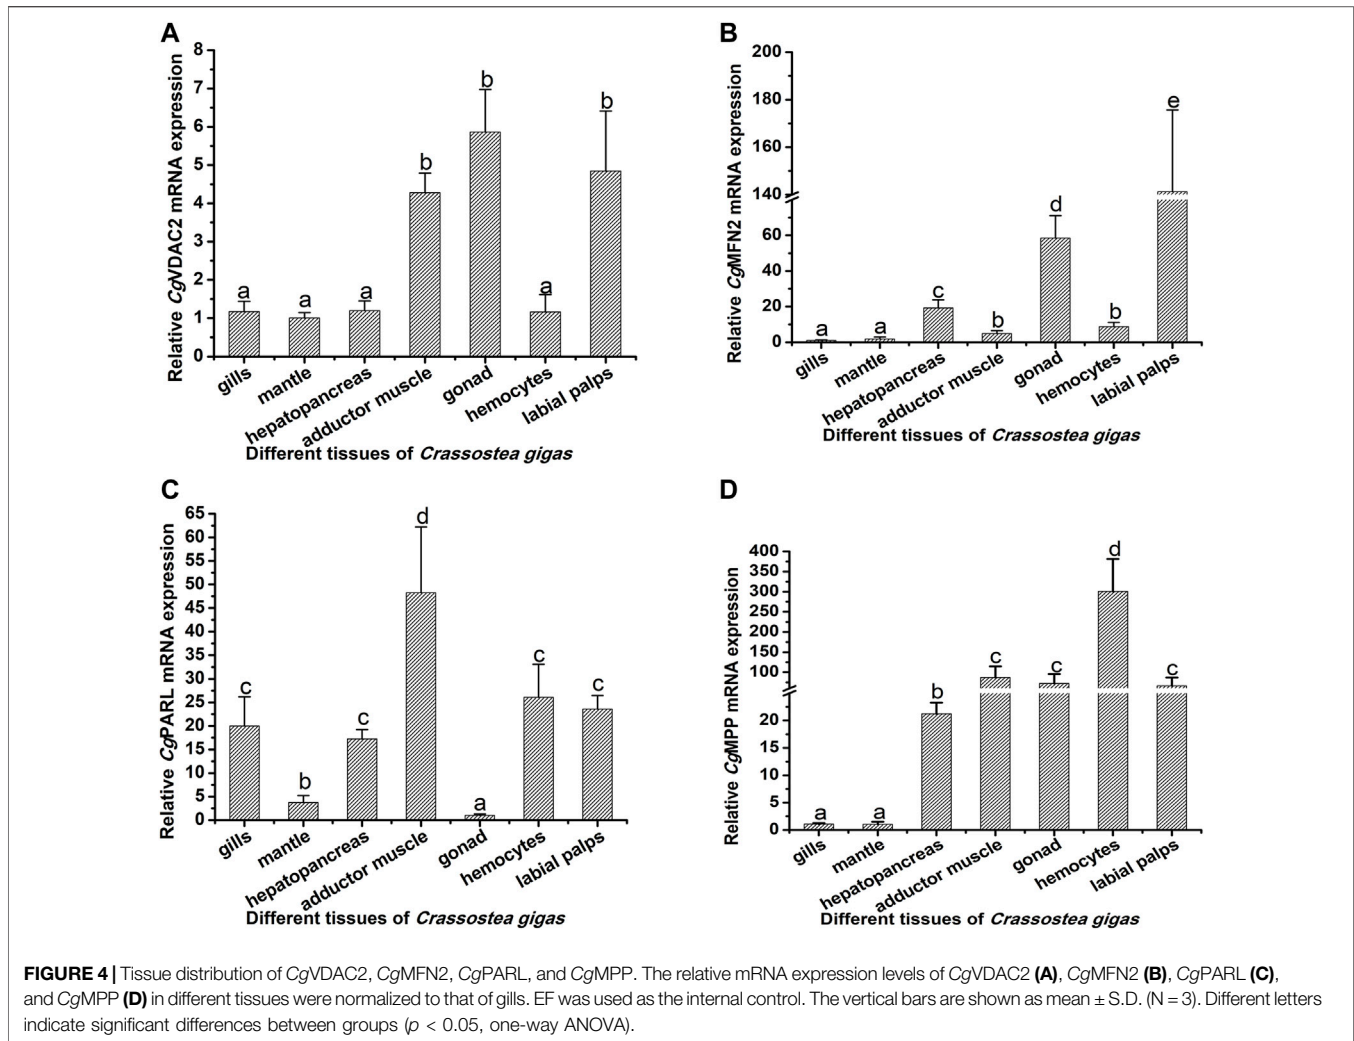 A
8
7
6
5
4
3
2
1
0
Relative CgVDAC2 mRNA expression
a
a
a
b
b
a
b
gills
mantle
hepatopancreas
adductor muscle
gonad
hemocytes
labial palps
Different tissues of Crassostea gigas
B
200
180
160
140
60
40
20
0
Relative CgMFN2 mRNA expression
a
a
c
b
d
b
e
gills
mantle
hepatopancreas
adductor muscle
gonad
hemocytes
labial palps
Different tissues of Crassostea gigas
C
65
60
55
50
45
40
35
30
25
20
15
10
5
0
Relative CgPARL mRNA expression
c
b
c
d
a
c
c
gills
mantle
hepatopancreas
adductor muscle
gonad
hemocytes
labial palps
Different tissues of Crassostea gigas
D
400
350
300
250
200
150
100
20
15
10
5
0
Relative CgMPP mRNA expression
a
a
b
c
c
d
c
gills
mantle
hepatopancreas
adductor muscle
gonad
hemocytes
labial palps
Different tissues of Crassostea gigas
FIGURE 4 | Tissue distribution of CgVDAC2, CgMFN2, CgPARL, and CgMPP. The relative mRNA expression levels of CgVDAC2 (A), CgMFN2 (B), CgPARL (C),
and CgMPP (D) in different tissues were normalized to that of gills. EF was used as the internal control. The vertical bars are shown as mean ± S.D. (N = 3). Different letters
indicate significant differences between groups (p < 0.05, one-way ANOVA).